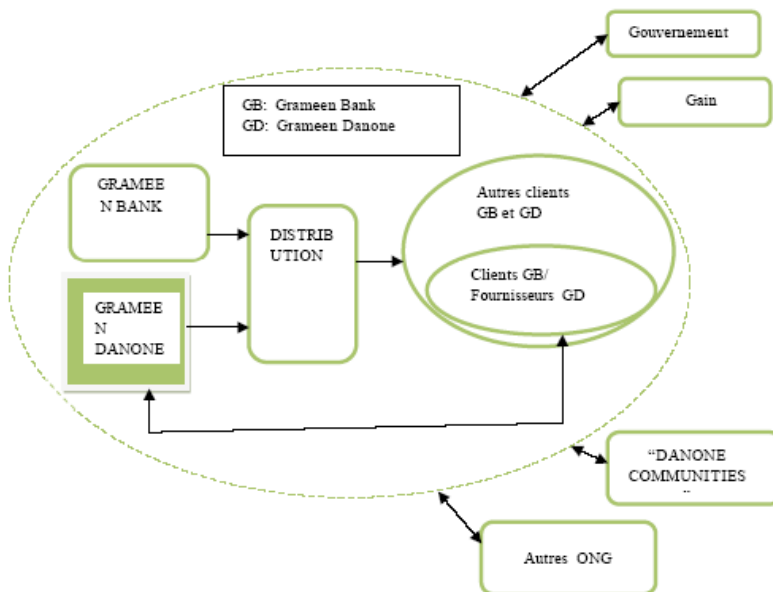 Gouvernement
Gain
GB: Grameen Bank
GD: Grameen Danone
GRAMEE
N BANK
DISTRIB
UTION
Autres clients
GB et GD
Clients GB/
Fournisseurs GD
GRAMEE
N
DANONE
“DANONE
COMMUNITIES
”
Autres ONG